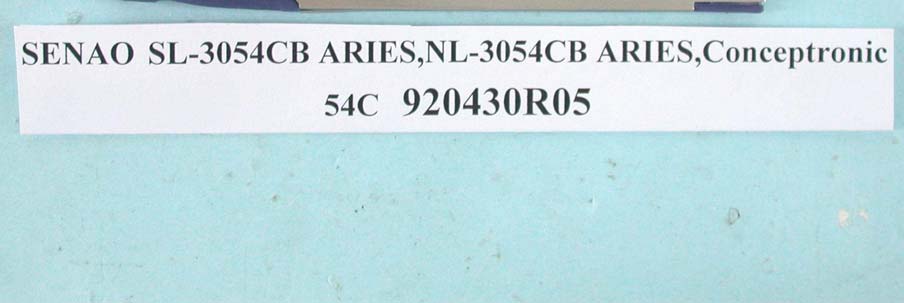 SENAO SL-3054CB ARIES,NL-3054CB ARIES,Conceptronic
54C 920430R05